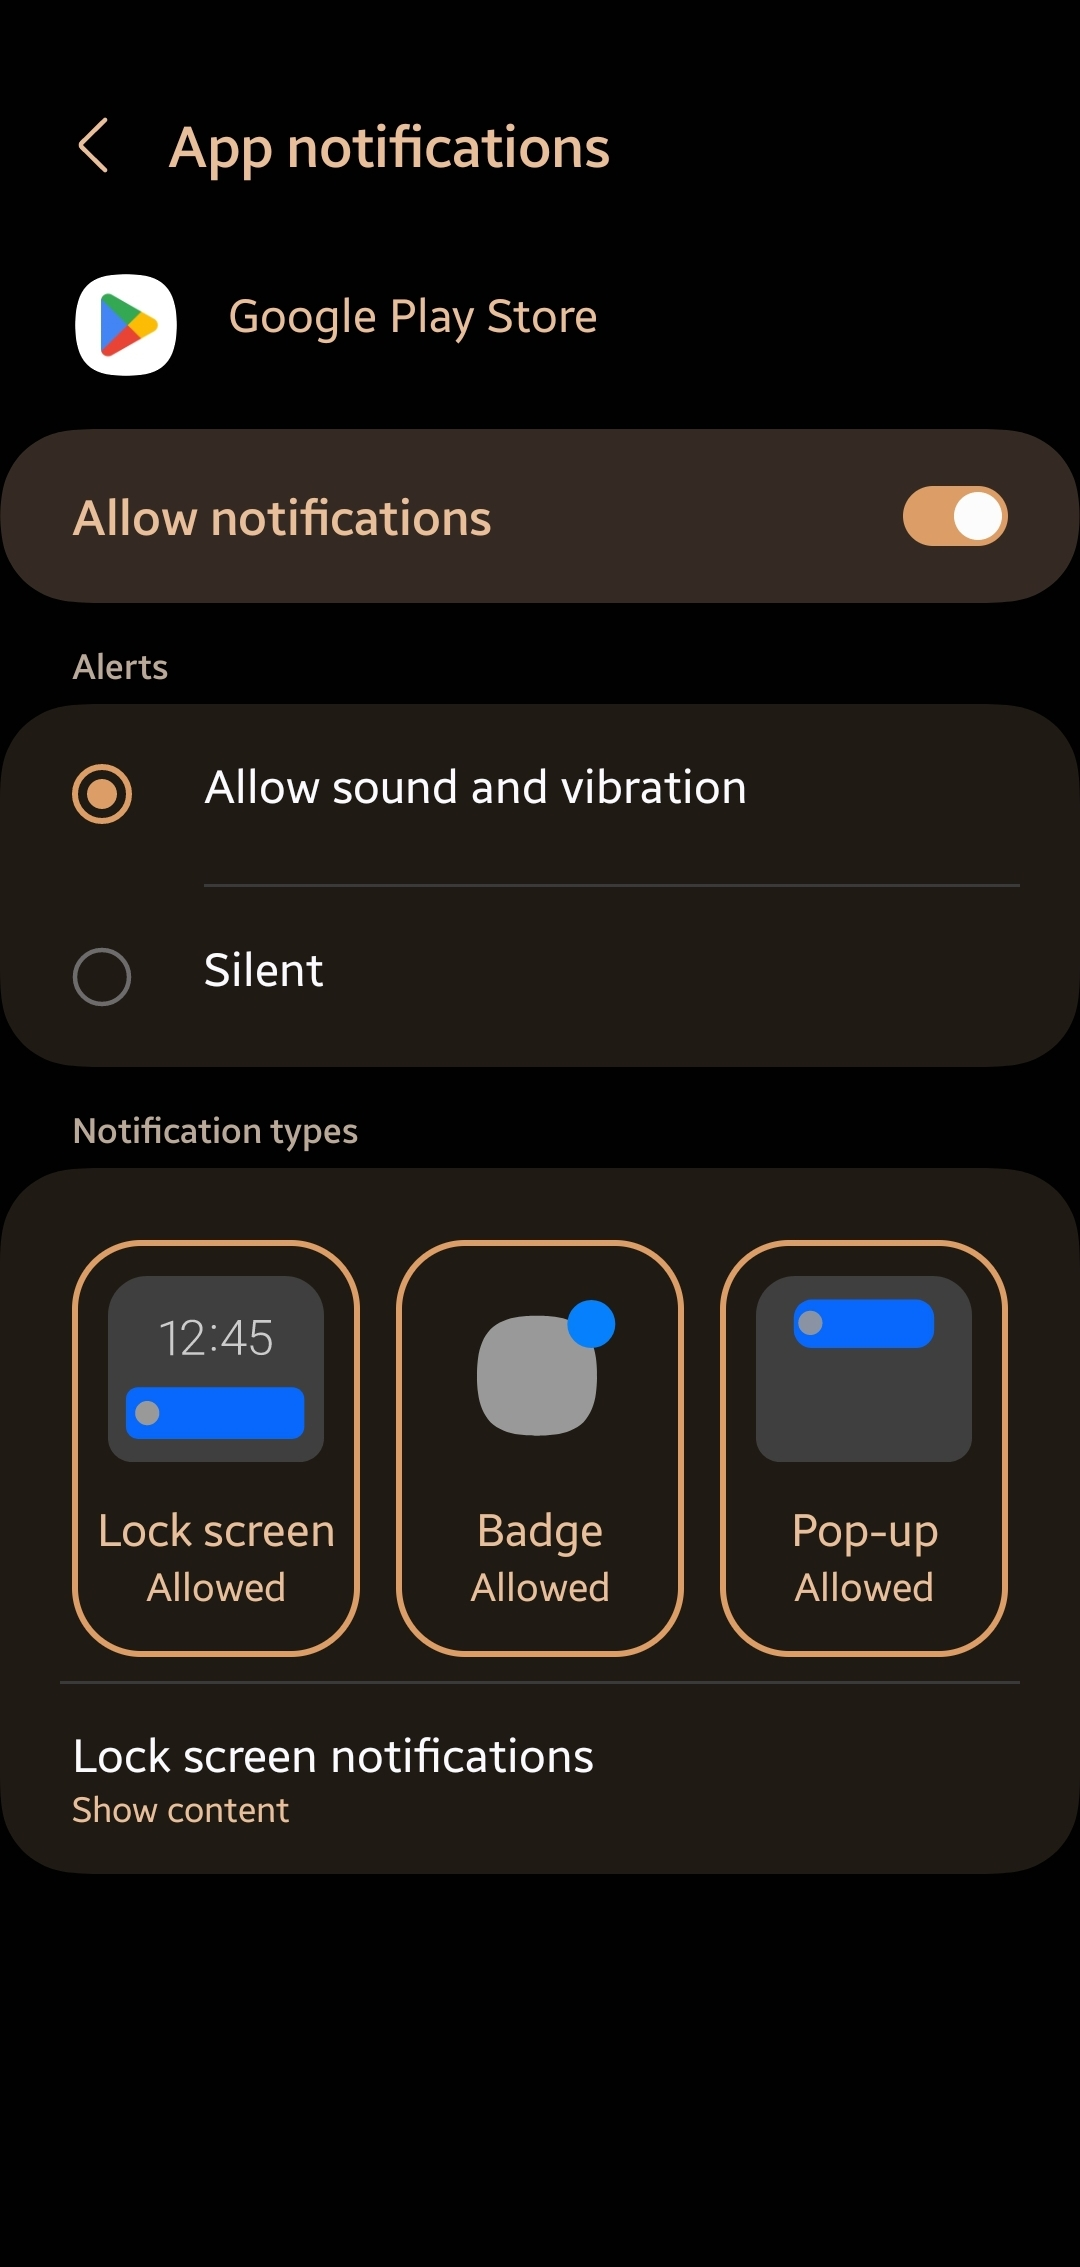 App notifications
Google Play Store
Allow notifications
Alerts
Allow sound and vibration
Silent
Notification types
12:45
Lock screen
Allowed
Badge
Allowed
Pop-up
Allowed
Lock screen notifications
Show content